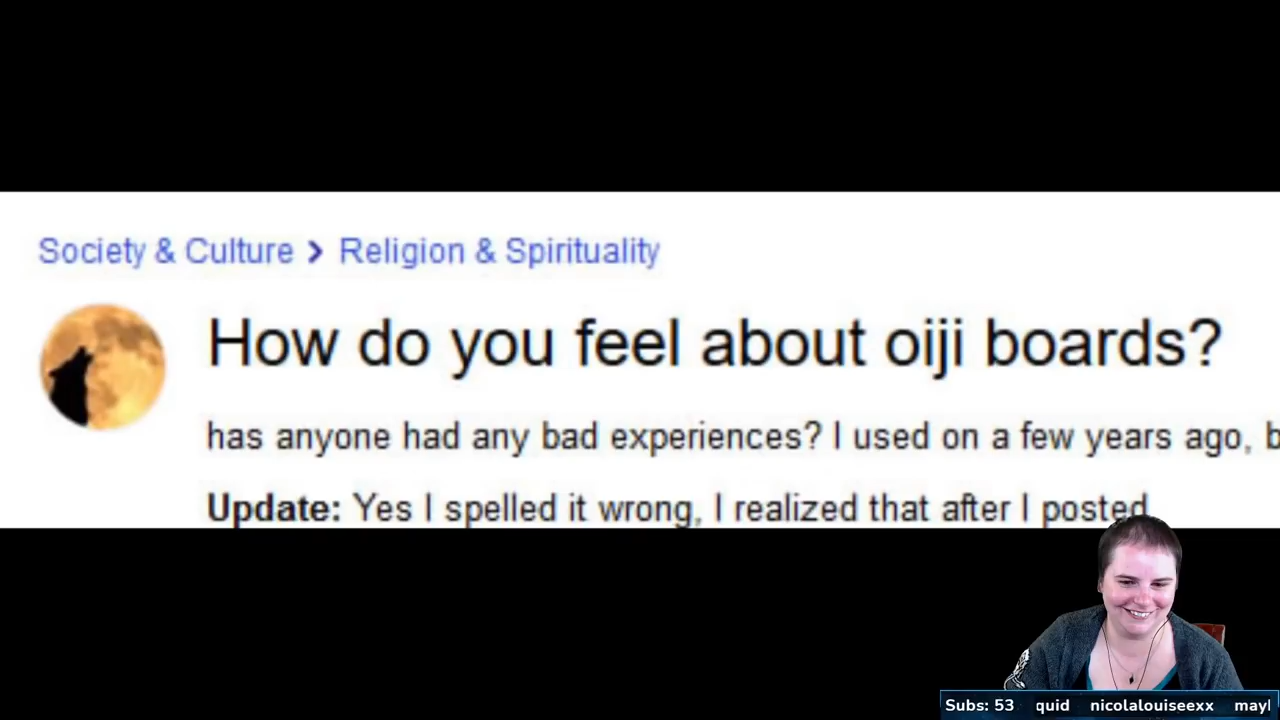 Society & Culture > Religion & Spirituality
How do you feel about oiji boards?
has anyone had any bad experiences? I used on a few years ago,
Update: Yes I spelled it wrong, I realized that after I posted
Subs: 53 quid nicolalouiseexx